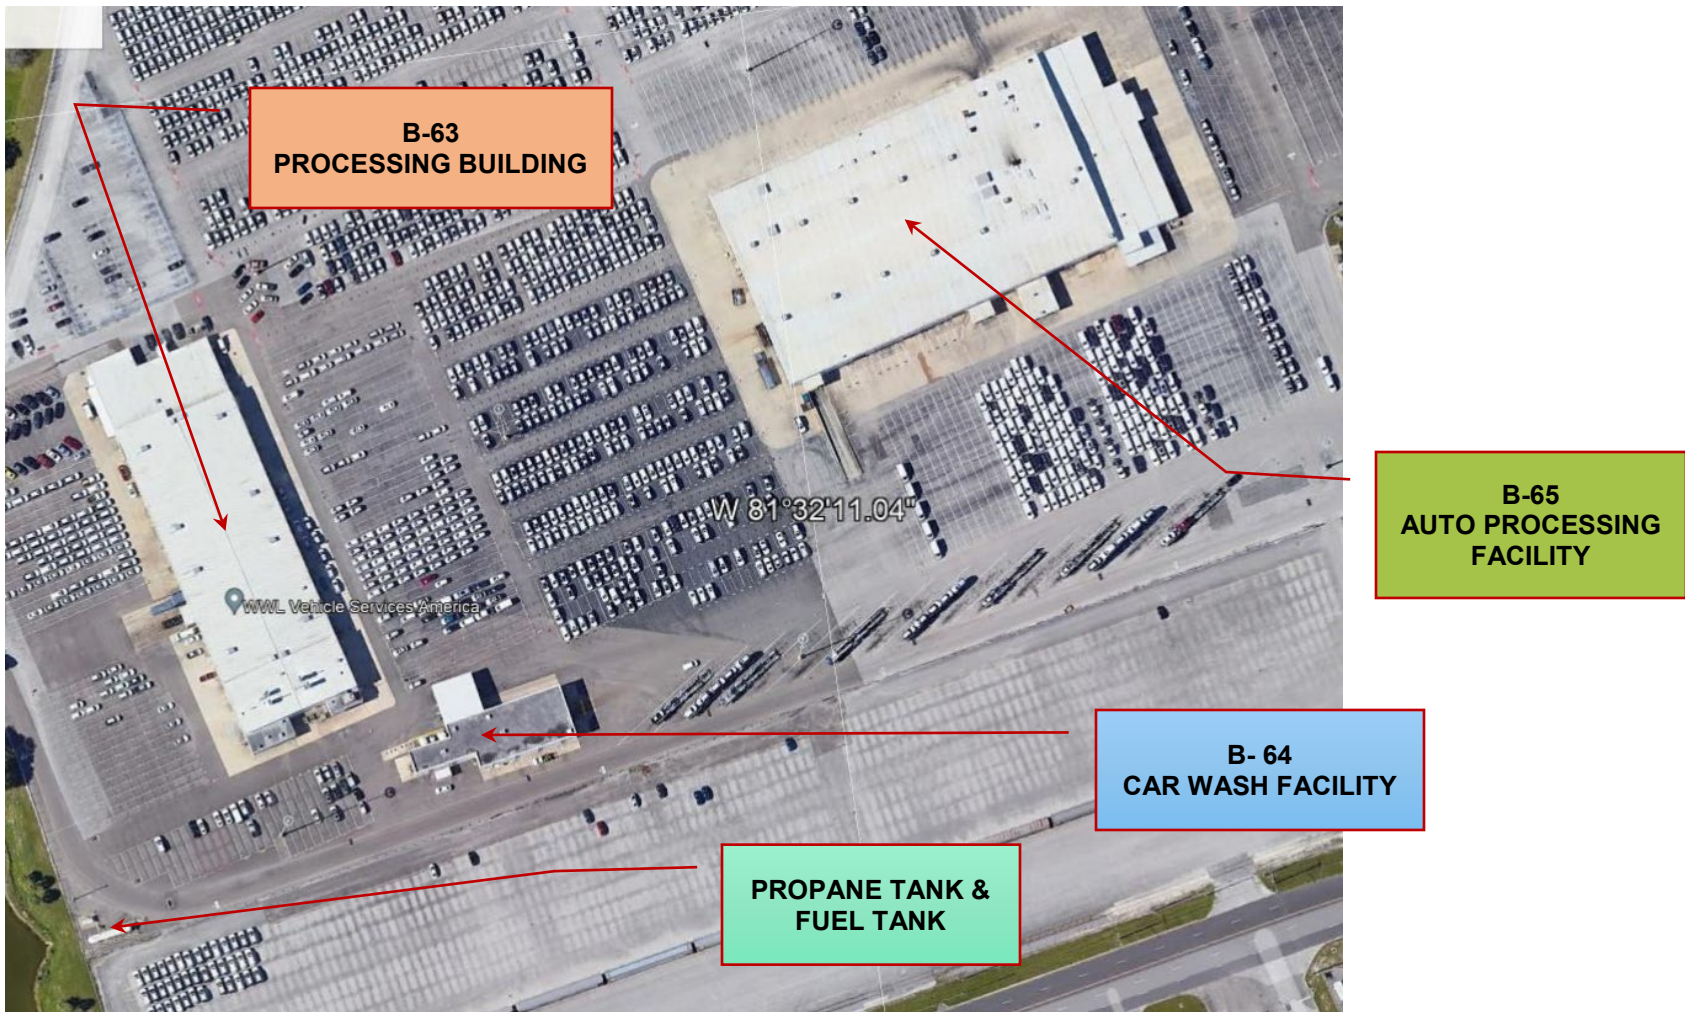 B-63
PROCESSING BUILDING
W 81°32'11.04"
B-65
AUTO PROCESSING
FACILITY
WWL Vehicle Services America
B- 64
CAR WASH FACILITY
PROPANE TANK &
FUEL TANK